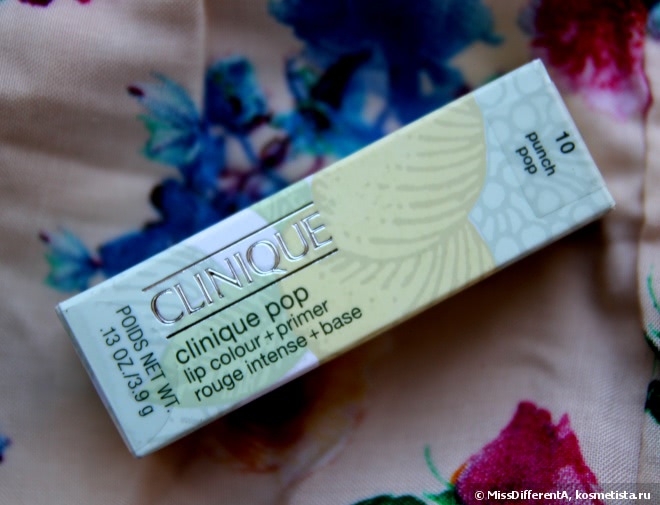 CLINIQUE
clinique pop
lip colour + primer
rouge intense + base
POIDS NET WT.
.13 OZ./3.9 g
10
punch
pop
© MissDifferentA, kosmetista.ru